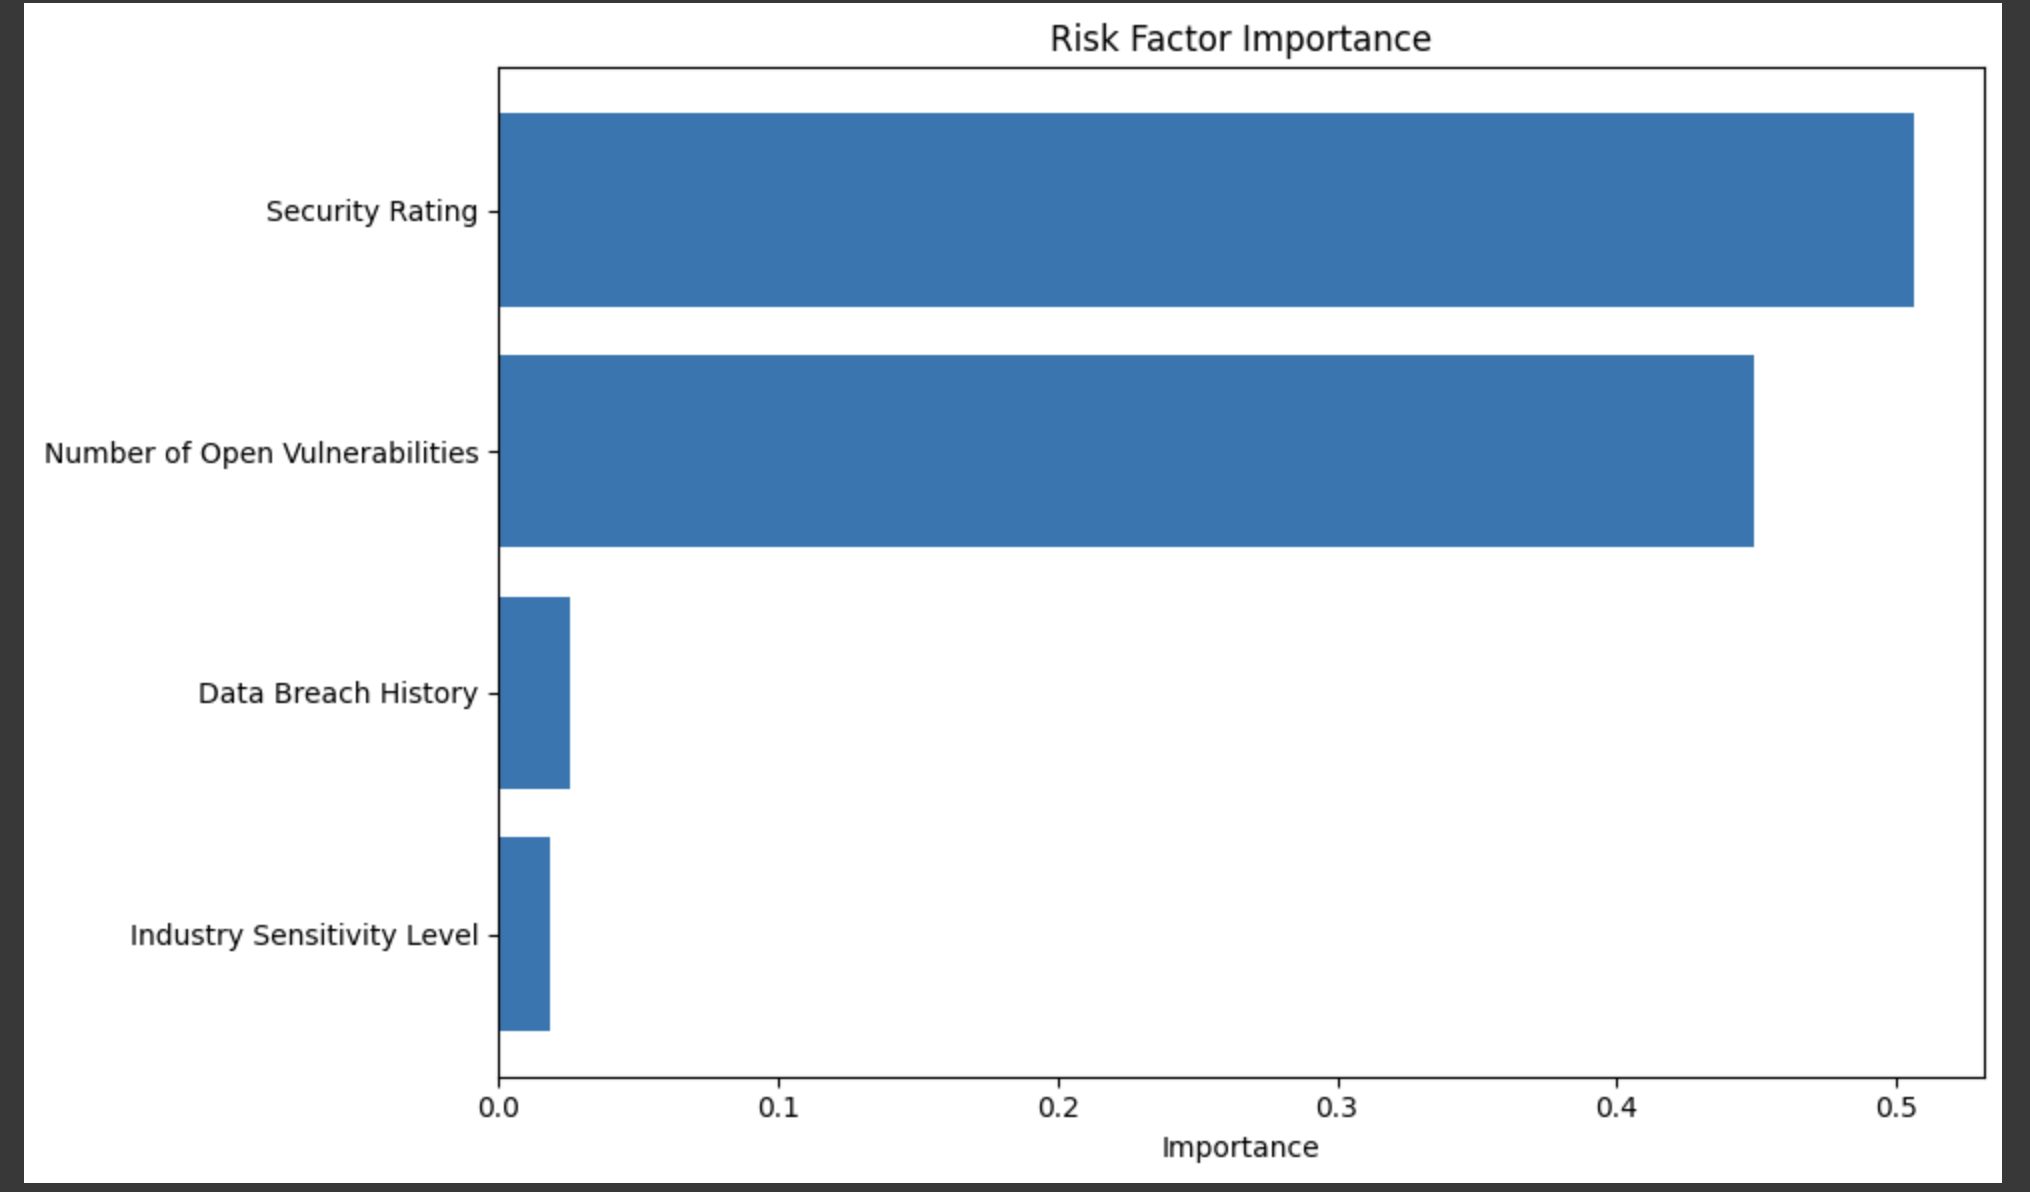 Risk Factor Importance
Security Rating
Number of Open Vulnerabilities
Data Breach History
Industry Sensitivity Level
0.0 0.1 0.2 0.3 0.4 0.5
Importance